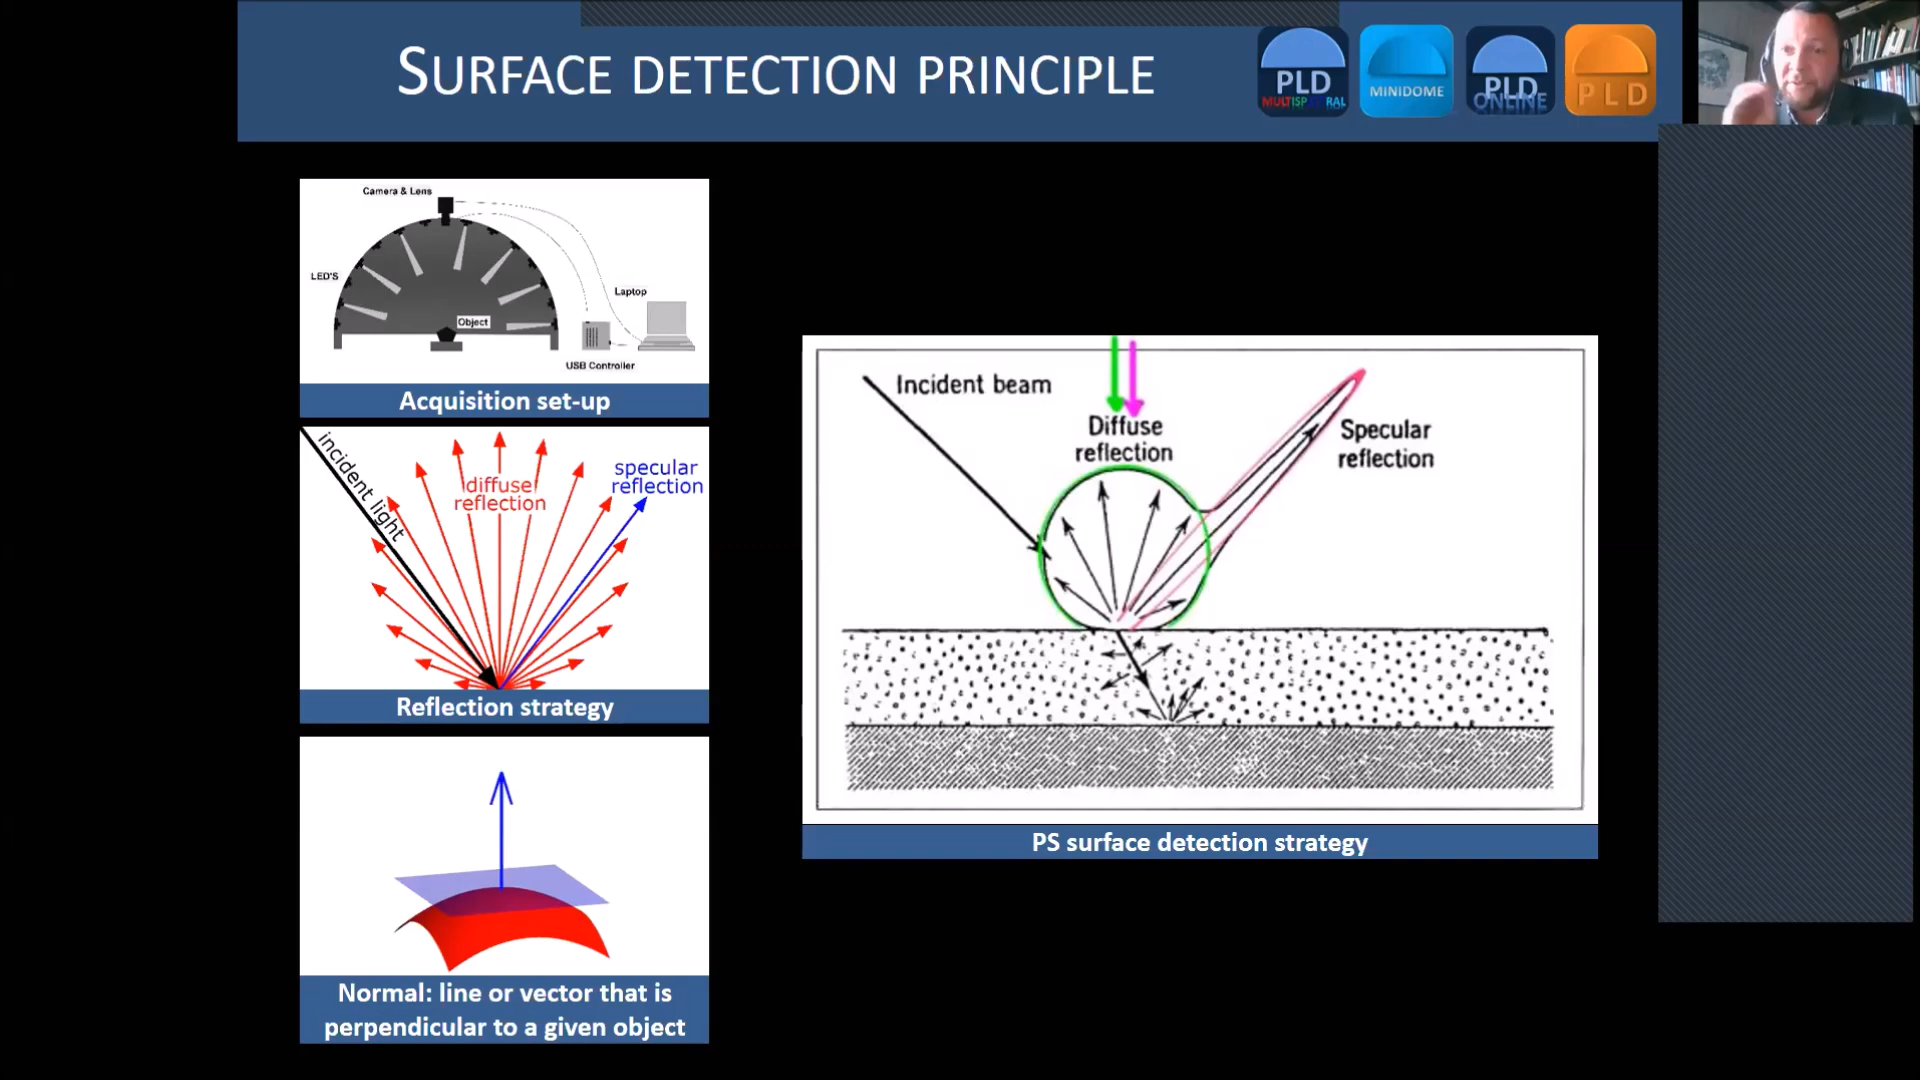 SURFACE DETECTION PRINCIPLE
PLD
MULTISPECTRAL
MINIDOME
PLD
ONLINE
PLD
Camera & Lens
LED'S
Laptop
Object
USB Controller
Acquisition set-up
incident light
diffuse
reflection
specular
reflection
Reflection strategy
Normal: line or vector that is
perpendicular to a given object
Incident beam
Diffuse
reflection
Specular
reflection
PS surface detection strategy